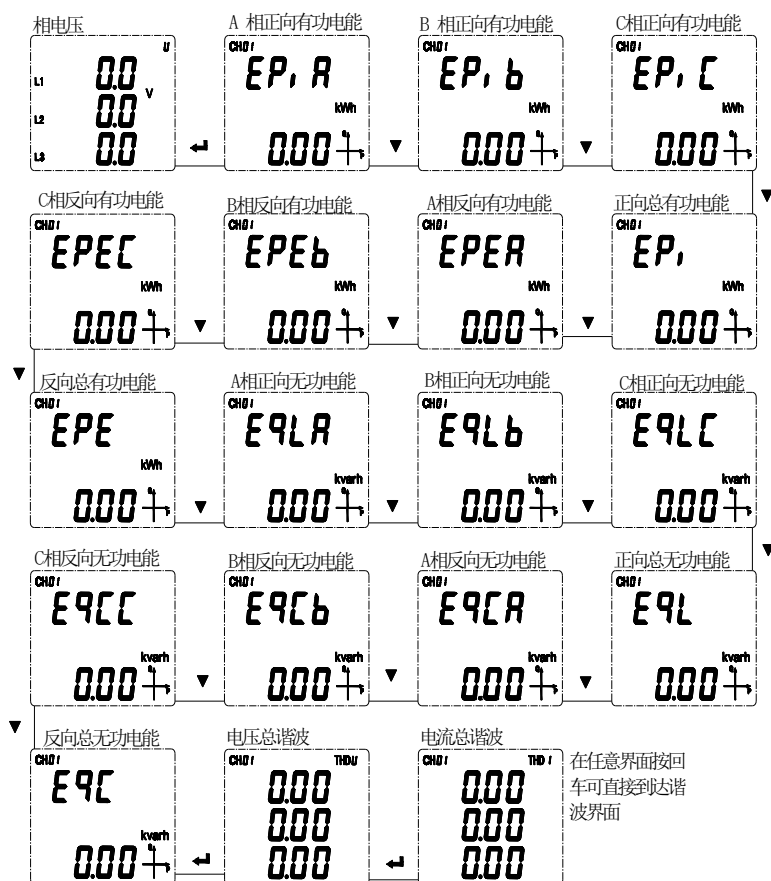 相电压
A 相正向有功电能
B 相正向有功电能
C相正向有功电能
U
L1 0.0
V
L2 0.0
L3 0.0
CH01
EPiA
kWh
0.00
CH01
EPib
kWh
0.00
CH01
EPiC
kWh
0.00
C相反向有功电能
B相反向有功电能
A相反向有功电能
正向总有功电能
CH01
EPEC
kWh
0.00
CH01
EPEb
kWh
0.00
CH01
EPEA
kWh
0.00
CH01
EPi
kWh
0.00
反向总有功电能
A相正向无功电能
B相正向无功电能
C相正向无功电能
CH01
EPE
kWh
0.00
CH01
EqLA
kvarh
0.00
CH01
EqLb
kvarh
0.00
CH01
EqLC
kvarh
0.00
C相反向无功电能
B相反向无功电能
A相反向无功电能
正向总无功电能
CH01
EqCC
kvarh
0.00
CH01
EqCb
kvarh
0.00
CH01
EqCA
kvarh
0.00
CH01
EqL
kvarh
0.00
反向总无功电能
电压总谐波
电流总谐波
CH01
EqC
kvarh
0.00
CH01 THDU
0.00
0.00
0.00
CH01 THD I
0.00
0.00
0.00
在任意界面按回
车可直接到达谐
波界面